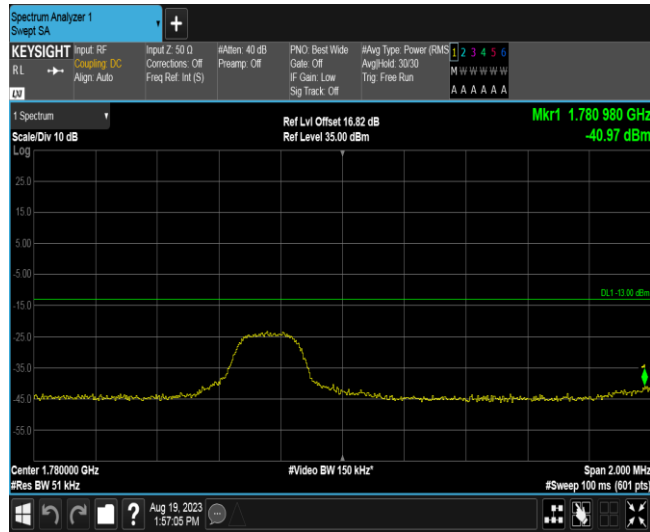 Spectrum Analyzer 1
Swept SA
+
KEYSIGHT Input: RF Input Z: 50 Ω #Atten: 40 dB PNO: Best Wide #Avg Type: Power (RMS 1 2 3 4 5 6
RL Coupling: DC Corrections: Off Preamp: Off Gate: Off Avg|Hold: 30/30 M W W W W W
Align: Auto Freq Ref: Int (S) IF Gain: Low Trig: Free Run
LXI Sig Track: Off A A A A A A
1 Spectrum Ref Lvl Offset 16.82 dB Mkr1 1.780 980 GHz
Scale/Div 10 dB Ref Level 35.00 dBm -40.97 dBm
Log
25.0
15.0
5.00
-5.00
DL1 -13.00 dBm
-15.0
-25.0
-35.0
1
-45.0
-55.0
Center 1.780000 GHz #Video BW 150 kHz* Span 2.000 MHz
#Res BW 51 kHz #Sweep 100 ms (601 pts)
? Aug 19, 2023
1:57:05 PM